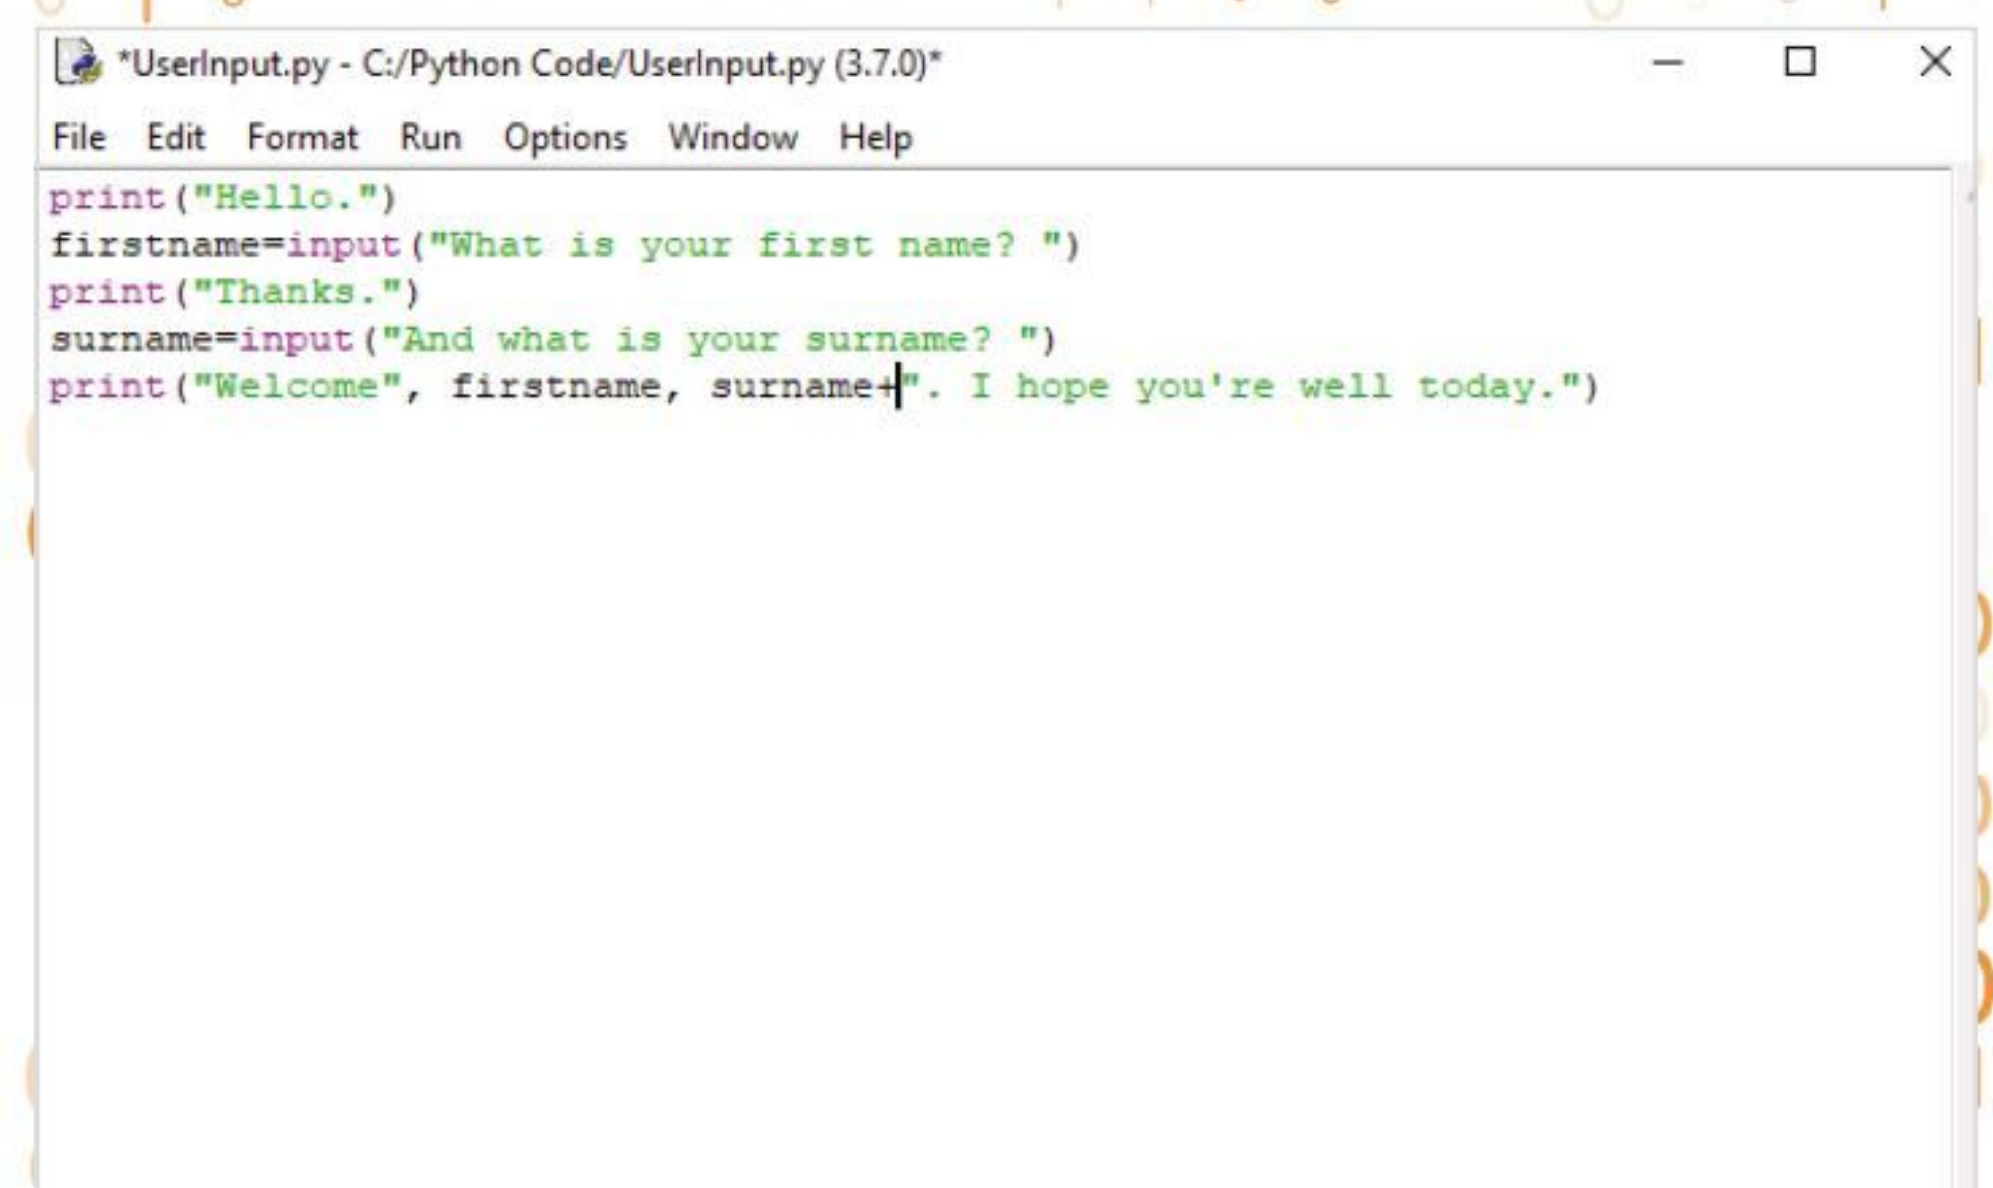 *UserInput.py - C:/Python Code/UserInput.py (3.7.0)*
File Edit Format Run Options Window Help
print("Hello.")
firstname=input("What is your first name? ")
print("Thanks.")
surname=input("And what is your surname? ")
print("Welcome", firstname, surname+". I hope you're well today.")